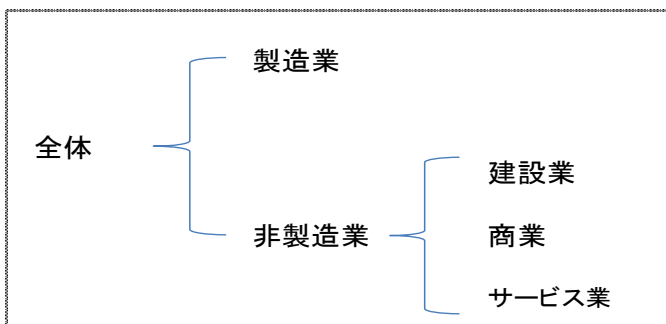 製造業
全体
建設業
非製造業
商業
サービス業